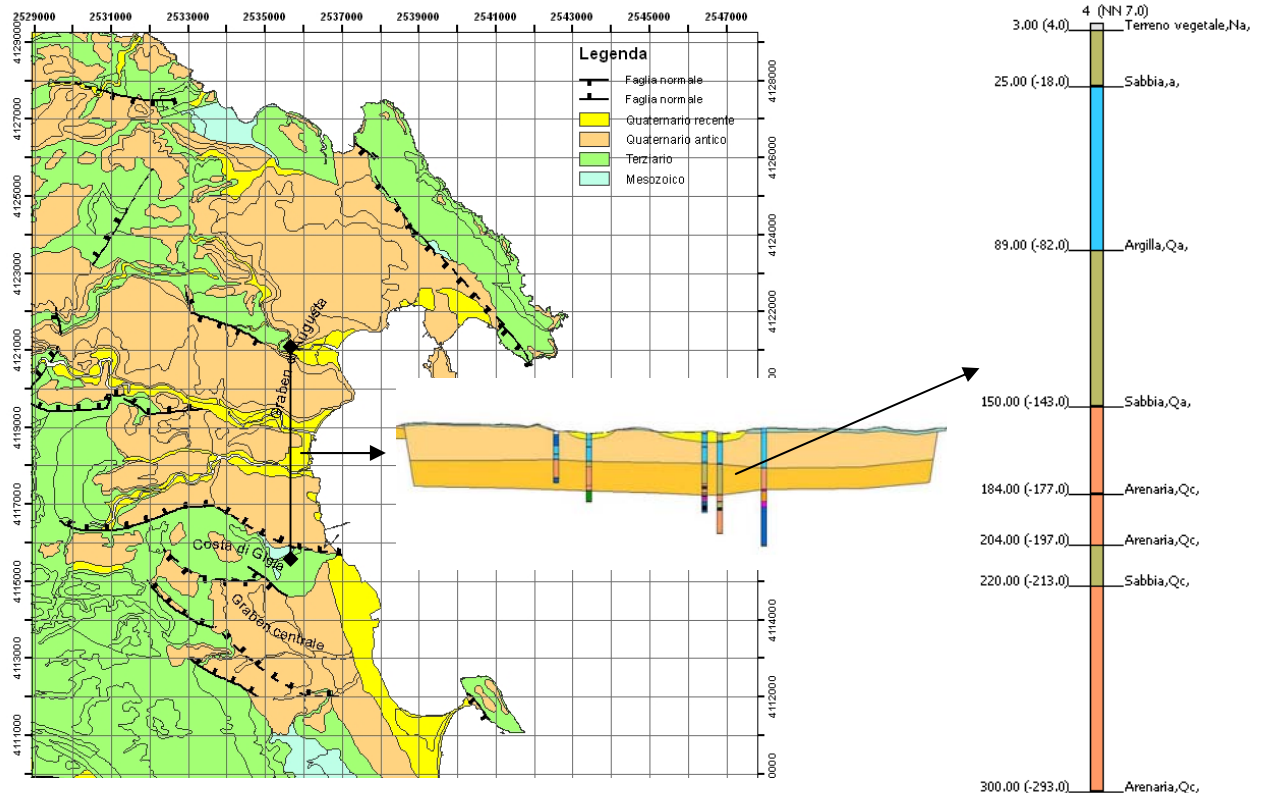 2529000 2531000 2533000 2535000 2537000 2539000 2541000 2543000 2545000 2547000
4129000
4127000
4125000
4123000
4121000
4119000
4117000
4115000
4113000
4111000
Legenda
Faglia normale
Faglia normale
Quaternario recente
Quaternario antico
Terziario
Mesozoico
4128000
4126000
4124000
4122000
4114000
4112000
0000
Costa di Gigia
Graben centrale
4 (NN 7.0)
3.00 (4.0) Terreno vegetale,Na,
25.00 (-18.0) Sabbia,a,
89.00 (-82.0) Argilla,Qa,
150.00 (-143.0) Sabbia,Qa,
184.00 (-177.0) Arenaria,Qc,
204.00 (-197.0) Arenaria,Qc,
220.00 (-213.0) Sabbia,Qc,
300.00 (-293.0) Arenaria,Qc,
Graben Augusta